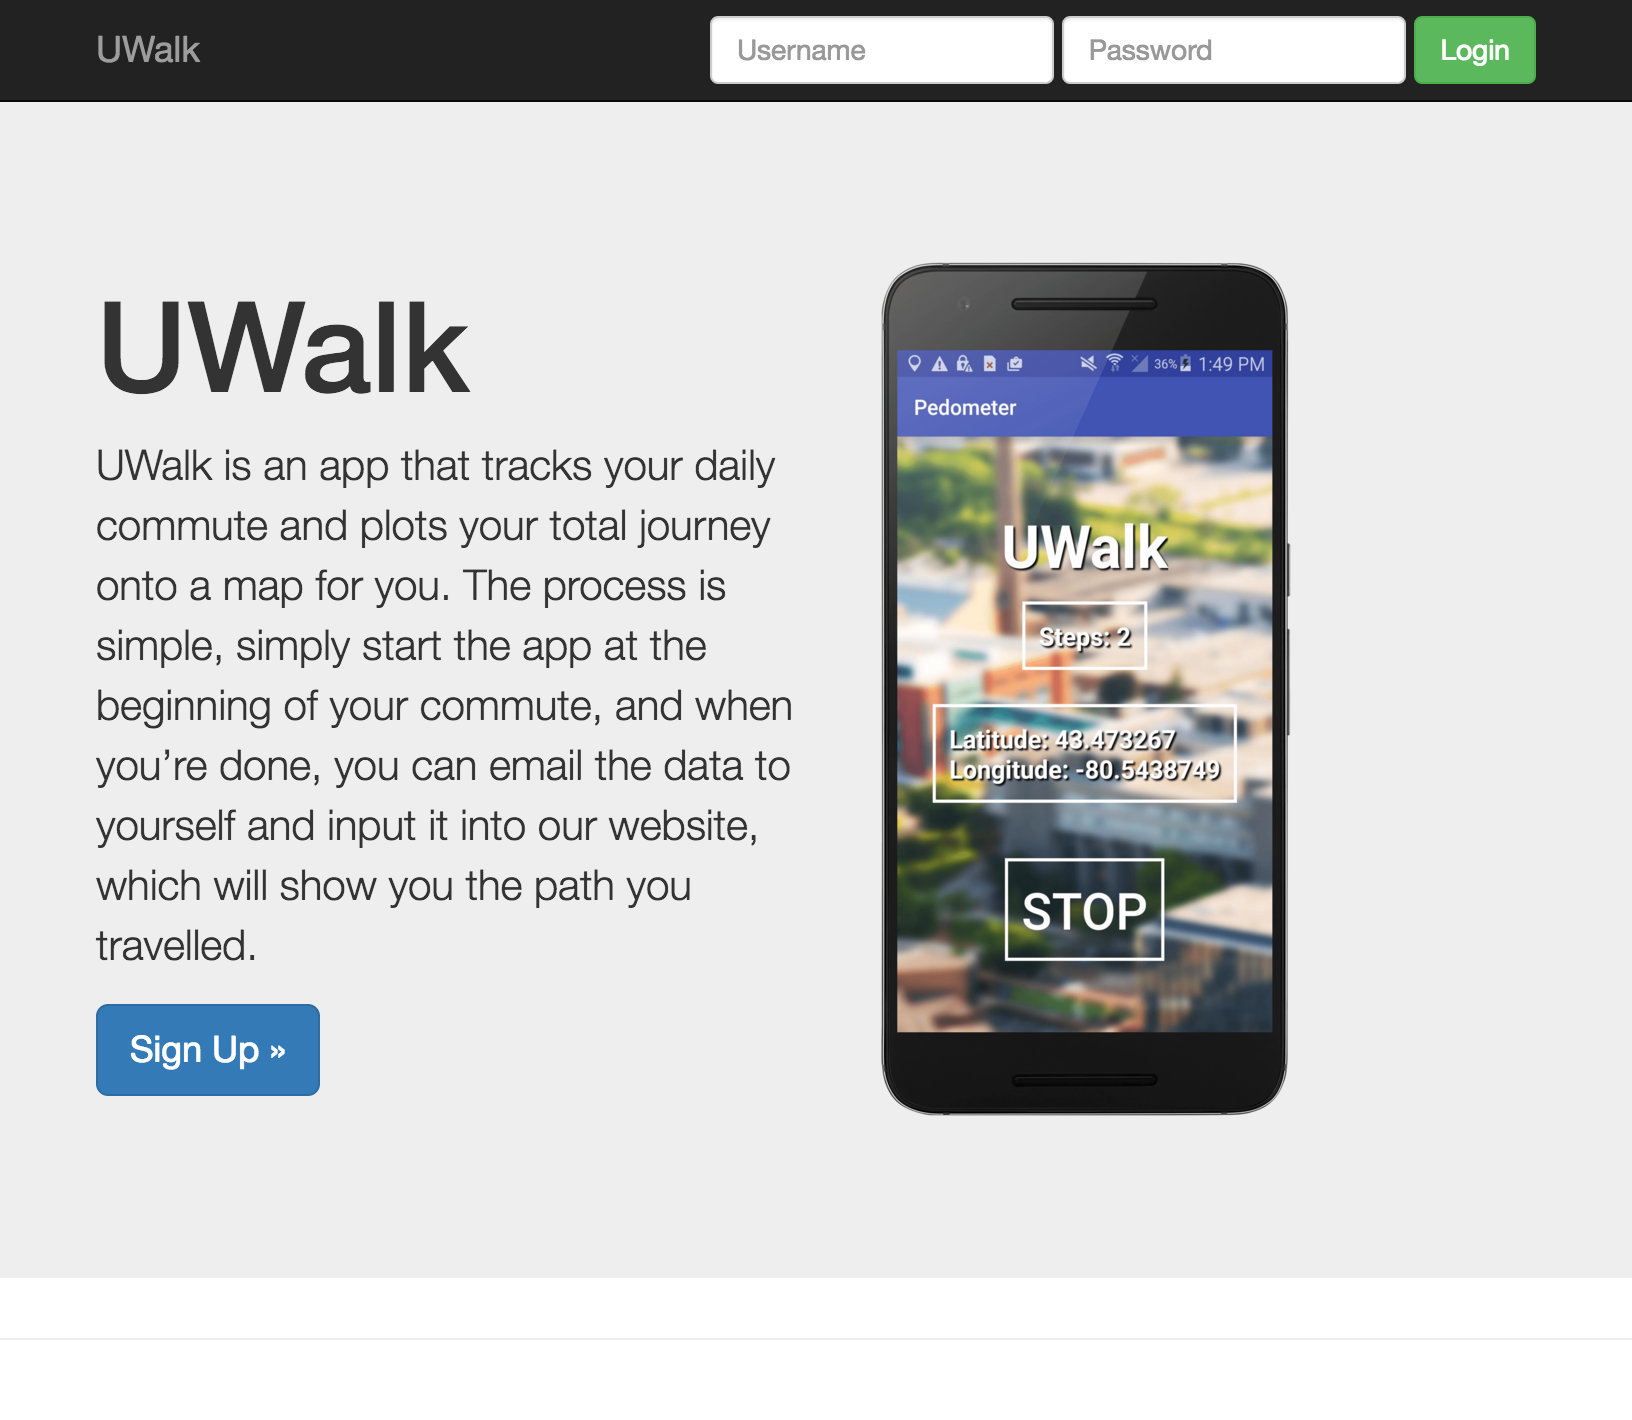 UWalk
Username
Password
Login
UWalk
UWalk is an app that tracks your daily
commute and plots your total journey
onto a map for you. The process is
simple, simply start the app at the
beginning of your commute, and when
you’re done, you can email the data to
yourself and input it into our website,
which will show you the path you
travelled.
Sign Up »
36% 1:49 PM
Pedometer
UWalk
Steps: 2
Latitude: 43.473267
Longitude: -80.5438749
STOP